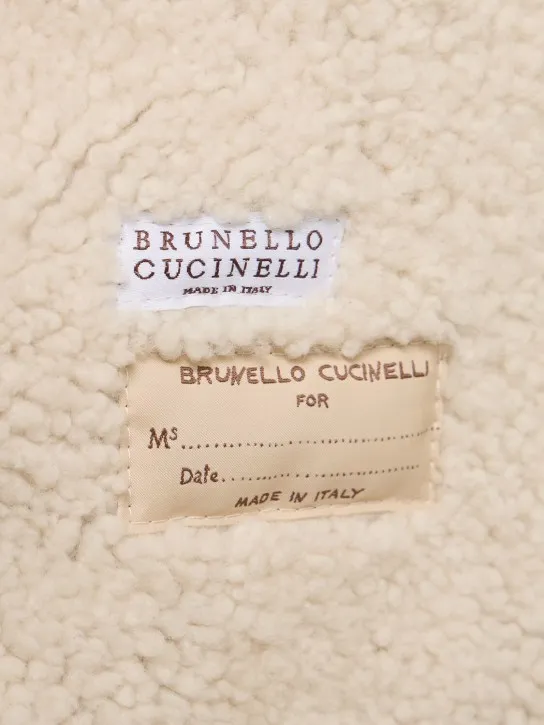 BRUNELLO
CUCINELLI
MADE IN ITALY
BRUNELLO CUCINELLI
FOR
Ms..............................
Date..........................
MADE IN ITALY